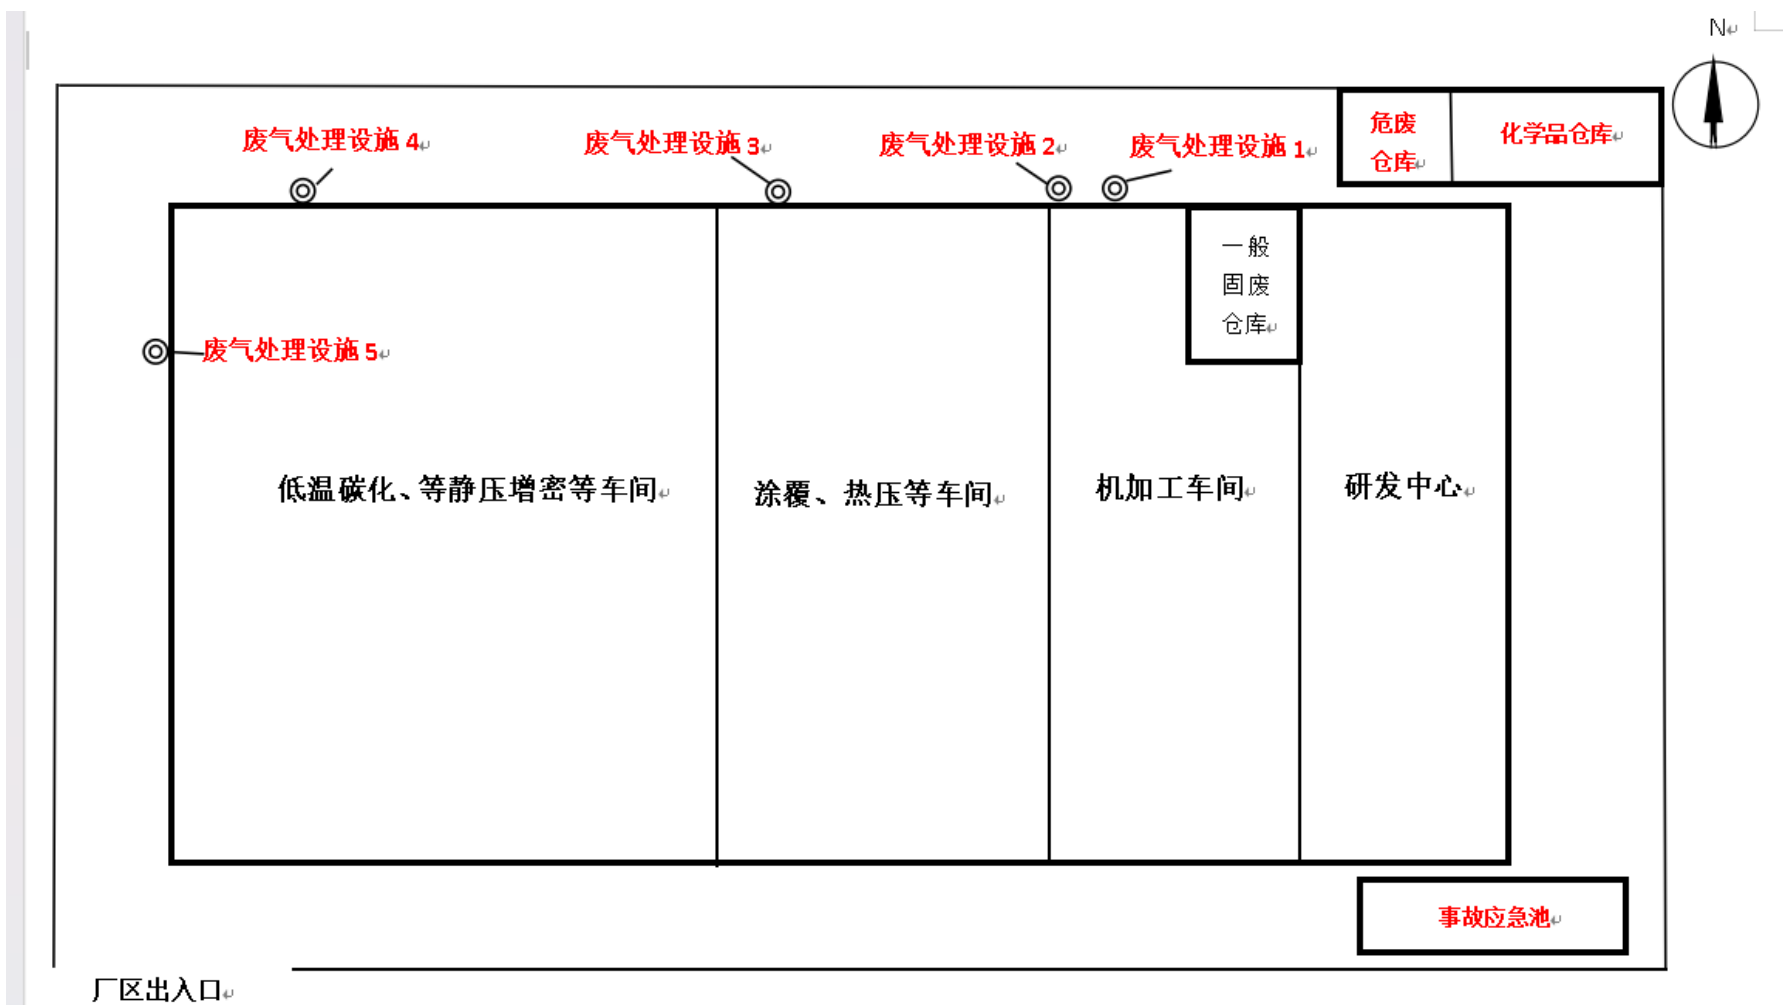 N
废气处理设施 4
废气处理设施 3
废气处理设施 2
废气处理设施 1
危废
仓库
化学品仓库
一般
固废
仓库
废气处理设施 5
低温碳化、等静压增密等车间
涂覆、热压等车间
机加工车间
研发中心
事故应急池
厂区出入口